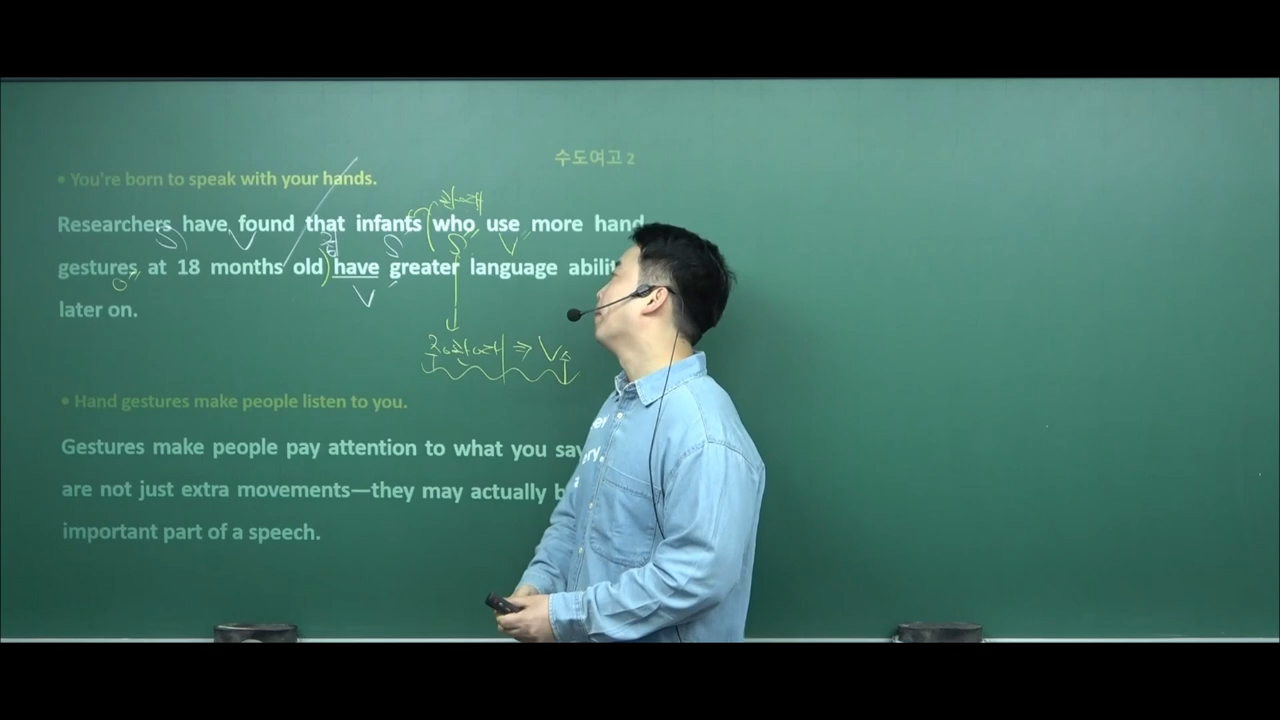 수도여고 2
• You're born to speak with your hands.
Researchers have found that infants who use more hand
gestures at 18 months old have greater language abilit
later on.
S V S' S" V"
O" V'
⇒ V
• Hand gestures make people listen to you.
Gestures make people pay attention to what you say
are not just extra movements—they may actually b
important part of a speech.